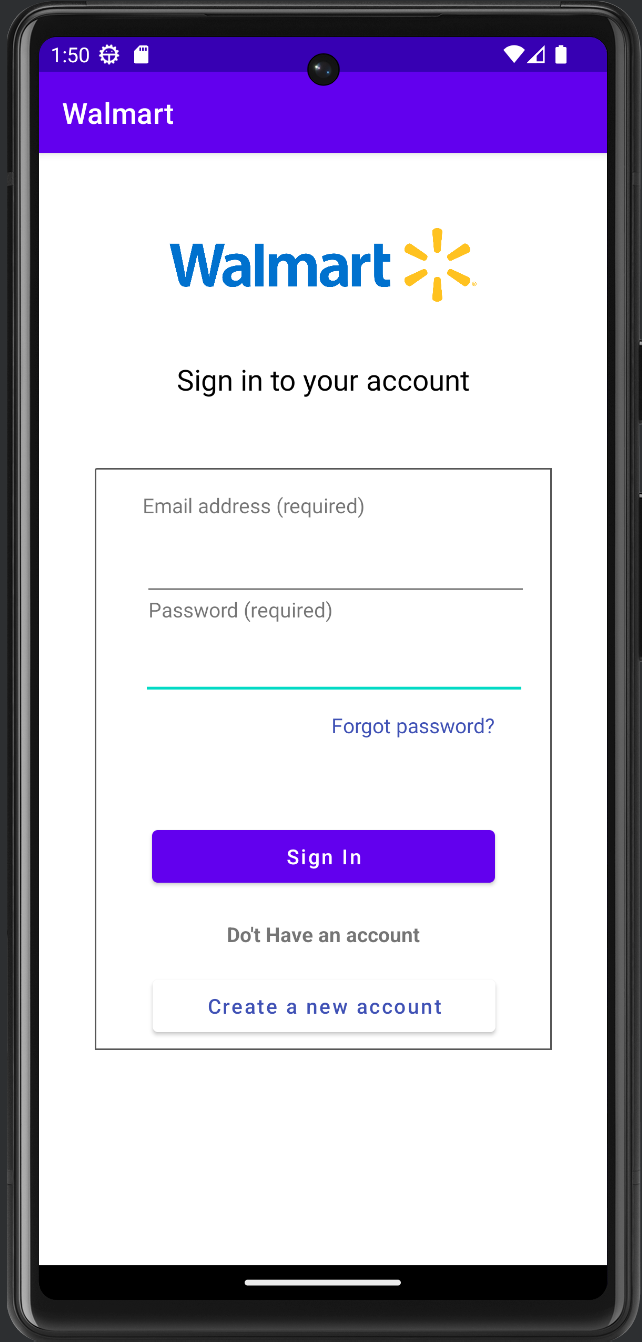 1:50
Walmart
Walmart
Sign in to your account
Email address (required)
Password (required)
Forgot password?
Sign In
Do't Have an account
Create a new account